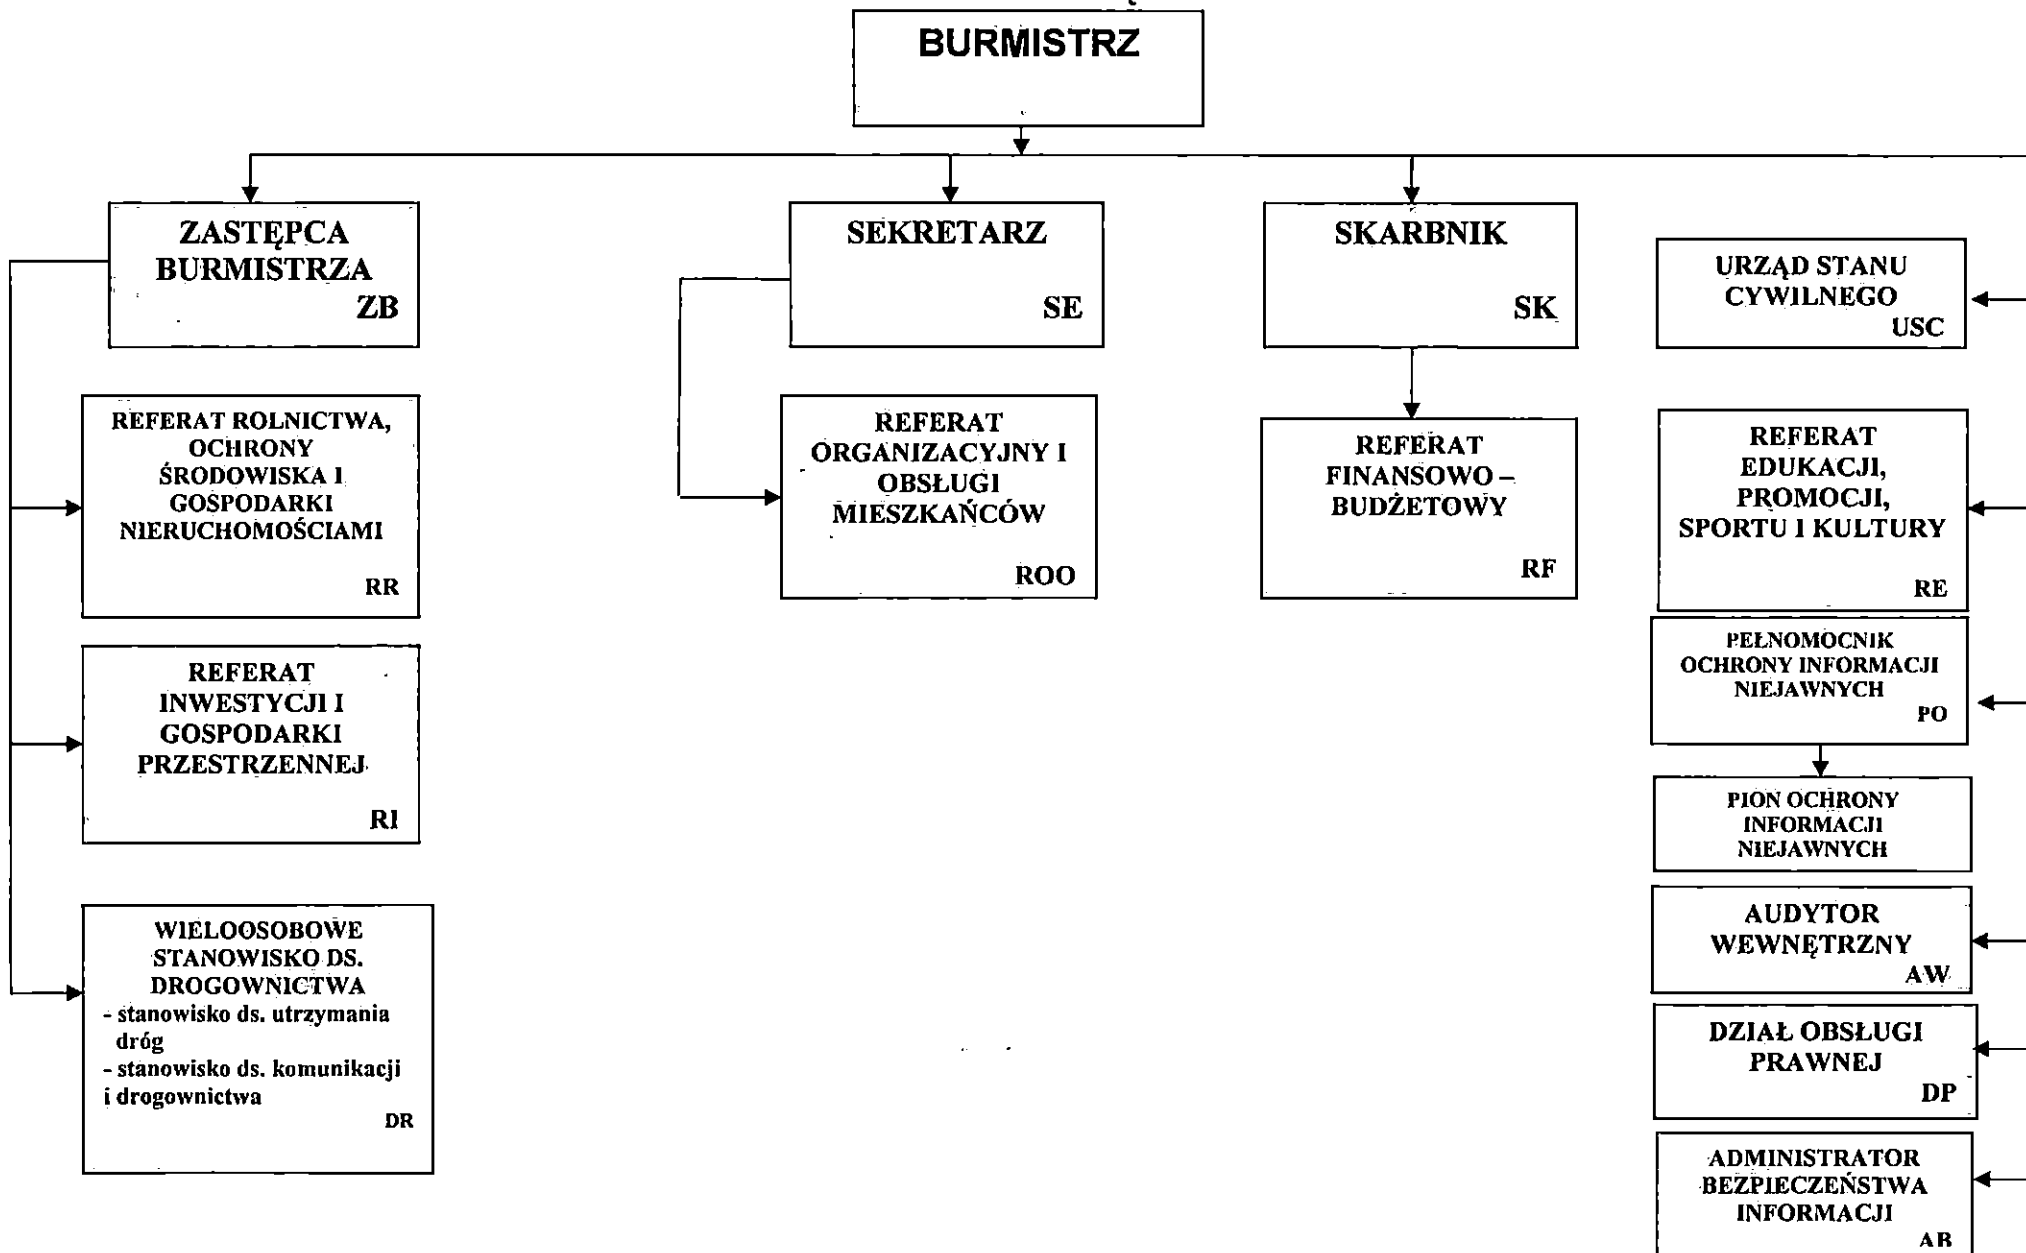 BURMISTRZ
ZASTĘPCA
BURMISTRZA
ZB
SEKRETARZ
SE
SKARBNIK
SK
URZĄD STANU
CYWILNEGO
USC
REFERAT ROLNICTWA,
OCHRONY
ŚRODOWISKA I
GOSPODARKI
NIERUCHOMOŚCIAMI
RR
REFERAT
ORGANIZACYJNY I
OBSŁUGI
MIESZKAŃCÓW
ROO
REFERAT
FINANSOWO –
BUDŻETOWY
RF
REFERAT
EDUKACJI,
PROMOCJI,
SPORTU I KULTURY
RE
REFERAT
INWESTYCJI I
GOSPODARKI
PRZESTRZENNEJ
RI
PEŁNOMOCNIK
OCHRONY INFORMACJI
NIEJAWNYCH
PO
PION OCHRONY
INFORMACJI
NIEJAWNYCH
WIELOOSOBOWE
STANOWISKO DS.
DROGOWNICTWA
- stanowisko ds. utrzymania
dróg
- stanowisko ds. komunikacji
i drogownictwa
DR
AUDYTOR
WEWNĘTRZNY
AW
DZIAŁ OBSŁUGI
PRAWNEJ
DP
ADMINISTRATOR
BEZPIECZEŃSTWA
INFORMACJI
AB